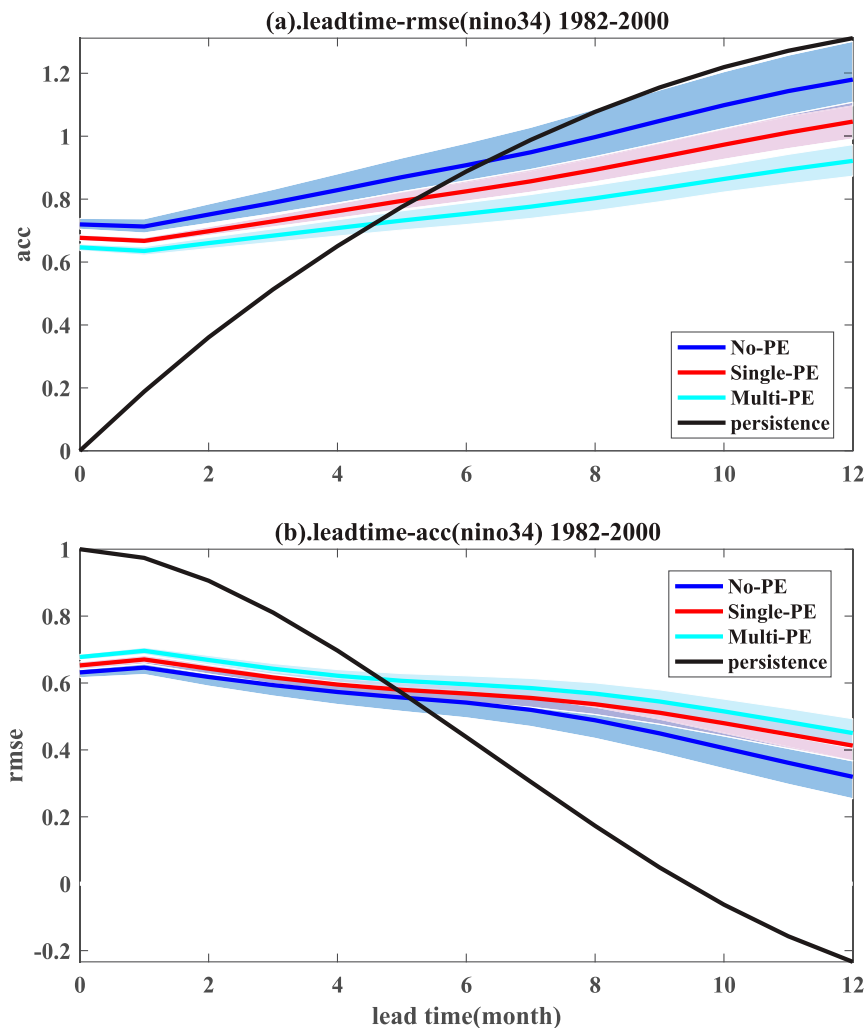 (a).leadtime-rmse(nino34) 1982-2000
acc
1.2
1
0.8
0.6
0.4
0.2
0
No-PE
Single-PE
Multi-PE
persistence
0 2 4 6 8 10 12
(b).leadtime-acc(nino34) 1982-2000
rmse
1
0.8
0.6
0.4
0.2
0
-0.2
No-PE
Single-PE
Multi-PE
persistence
0 2 4 6 8 10 12
lead time(month)